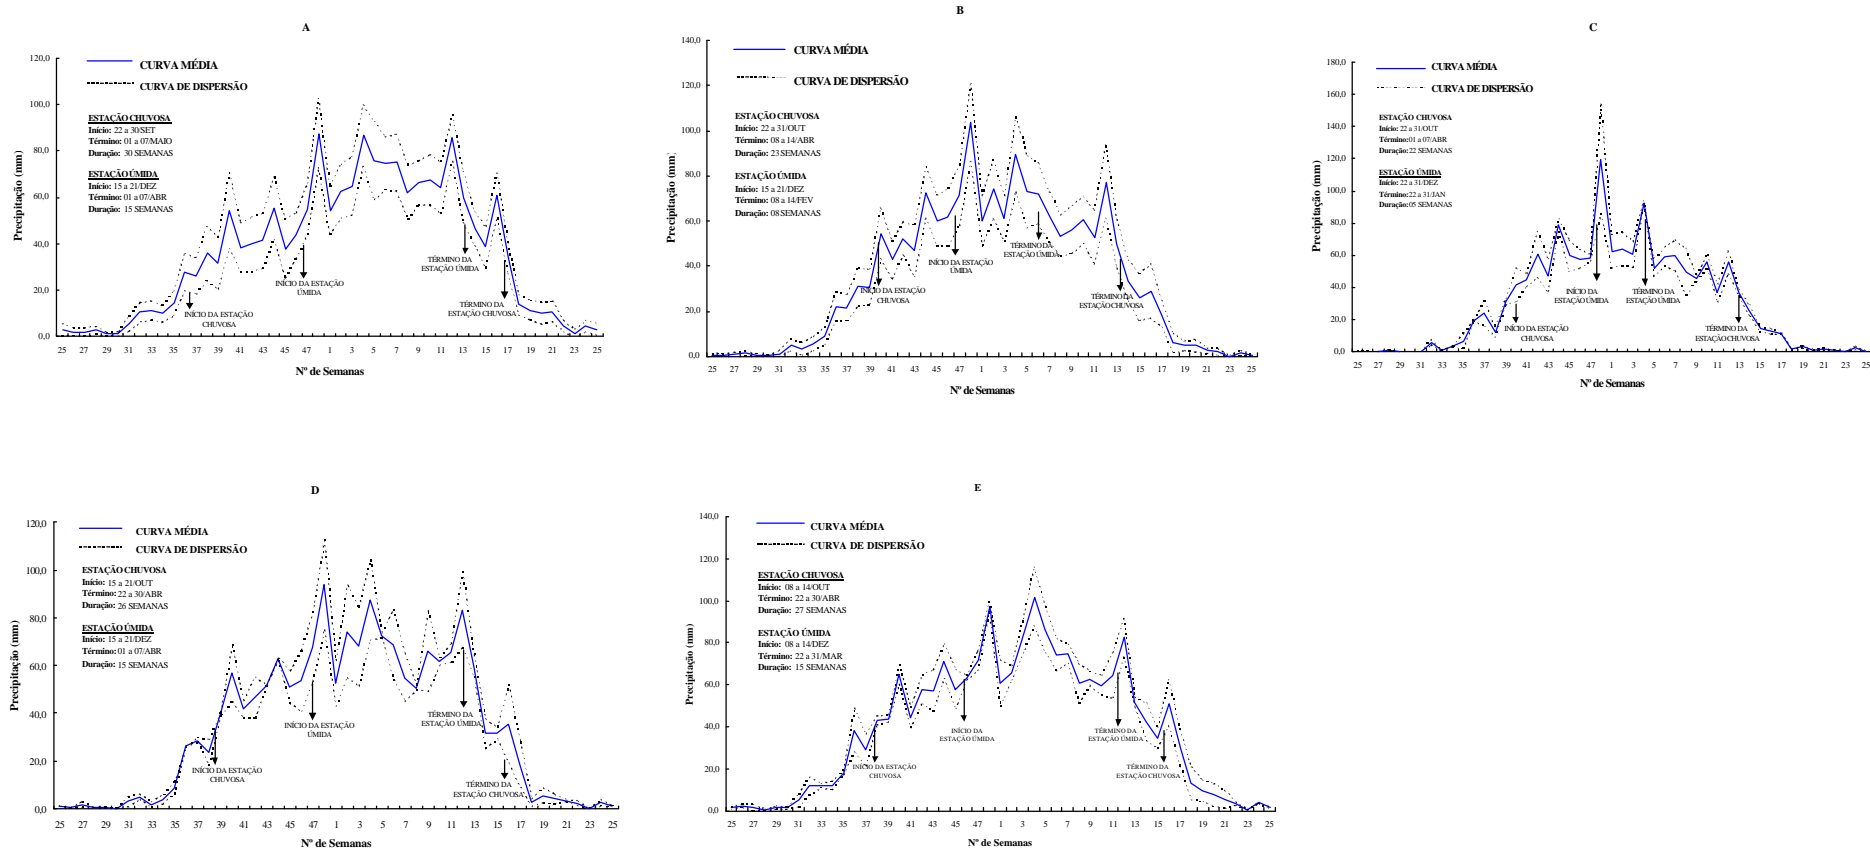 A
120,0
100,0
80,0
60,0
40,0
20,0
0,0
Precipitação (mm)
CURVA MÉDIA
CURVA DE DISPERSÃO
ESTAÇÃO CHUVOSA
Início: 22 a 30/SET
Término: 01 a 07/MAIO
Duração: 30 SEMANAS
ESTAÇÃO ÚMIDA
Início: 15 a 21/DEZ
Término: 01 a 07/ABR
Duração: 15 SEMANAS
INÍCIO DA ESTAÇÃO
CHUVOSA
INÍCIO DA ESTAÇÃO
ÚMIDA
TÉRMINO DA
ESTAÇÃO ÚMIDA
TÉRMINO DA
ESTAÇÃO CHUVOSA
25 27 29 31 33 35 37 39 41 43 45 47 1 3 5 7 9 11 13 15 17 19 21 23 25
Nº de Semanas
B
140,0
120,0
100,0
80,0
60,0
40,0
20,0
0,0
Precipitação (mm)
CURVA MÉDIA
CURVA DE DISPERSÃO
ESTAÇÃO CHUVOSA
Início: 22 a 31/OUT
Término: 08 a 14/ABR
Duração: 23 SEMANAS
ESTAÇÃO ÚMIDA
Início: 15 a 21/DEZ
Término: 08 a 14/FEV
Duração: 08 SEMANAS
INÍCIO DA ESTAÇÃO
CHUVOSA
INÍCIO DA ESTAÇÃO
ÚMIDA
TÉRMINO DA
ESTAÇÃO ÚMIDA
TÉRMINO DA
ESTAÇÃO CHUVOSA
25 27 29 31 33 35 37 39 41 43 45 47 1 3 5 7 9 11 13 15 17 19 21 23 25
Nº de Semanas
C
180,0
160,0
140,0
120,0
100,0
80,0
60,0
40,0
20,0
0,0
Precipitação (mm)
CURVA MÉDIA
CURVA DE DISPERSÃO
ESTAÇÃO CHUVOSA
Início: 22 a 31/OUT
Término: 01 a 07/ABR
Duração: 22 SEMANAS
ESTAÇÃO ÚMIDA
Início: 22 a 31/DEZ
Término: 22 a 31/JAN
Duração: 05 SEMANAS
INÍCIO DA ESTAÇÃO
CHUVOSA
INÍCIO DA
ESTAÇÃO ÚMIDA
TÉRMINO DA
ESTAÇÃO ÚMIDA
TÉRMINO DA
ESTAÇÃO CHUVOSA
25 27 29 31 33 35 37 39 41 43 45 47 1 3 5 7 9 11 13 15 17 19 21 23 25
Nº de Semanas
D
120,0
100,0
80,0
60,0
40,0
20,0
0,0
Precipitação (mm)
CURVA MÉDIA
CURVA DE DISPERSÃO
ESTAÇÃO CHUVOSA
Início: 15 a 21/OUT
Término: 22 a 30/ABR
Duração: 26 SEMANAS
ESTAÇÃO ÚMIDA
Início: 15 a 21/DEZ
Término: 01 a 07/ABR
Duração: 15 SEMANAS
INÍCIO DA ESTAÇÃO
CHUVOSA
INÍCIO DA ESTAÇÃO
ÚMIDA
TÉRMINO DA
ESTAÇÃO ÚMIDA
TÉRMINO DA
ESTAÇÃO CHUVOSA
25 27 29 31 33 35 37 39 41 43 45 47 1 3 5 7 9 11 13 15 17 19 21 23 25
Nº de Semanas
E
140,0
120,0
100,0
80,0
60,0
40,0
20,0
0,0
Precipitação (mm)
CURVA MÉDIA
CURVA DE DISPERSÃO
ESTAÇÃO CHUVOSA
Início: 08 a 14/OUT
Término: 22 a 30/ABR
Duração: 27 SEMANAS
ESTAÇÃO ÚMIDA
Início: 08 a 14/DEZ
Término: 22 a 31/MAR
Duração: 15 SEMANAS
INÍCIO DA ESTAÇÃO
CHUVOSA
INÍCIO DA
ESTAÇÃO ÚMIDA
TÉRMINO DA
ESTAÇÃO ÚMIDA
TÉRMINO DA
ESTAÇÃO CHUVOSA
25 27 29 31 33 35 37 39 41 43 45 47 1 3 5 7 9 11 13 15 17 19 21 23 25
Nº de Semanas